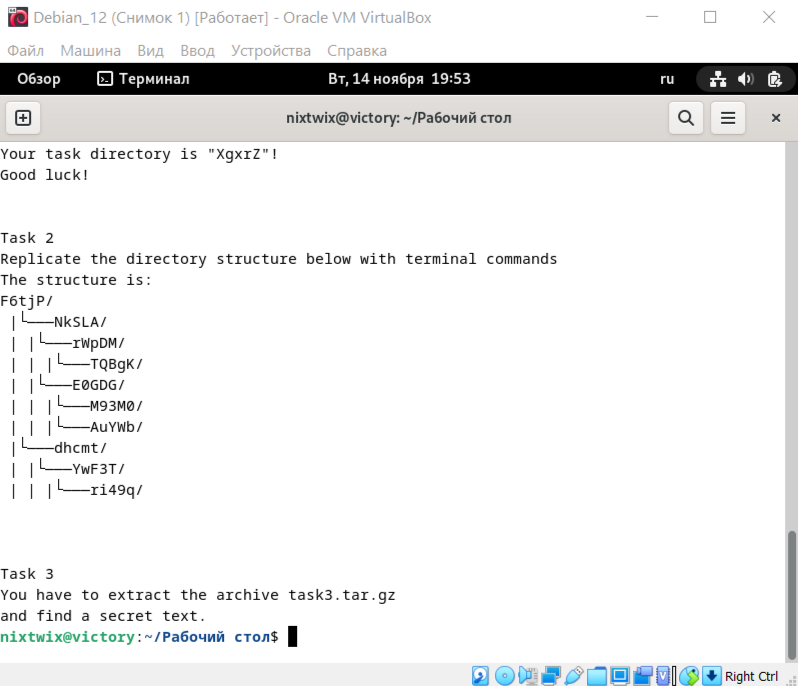 Debian_12 (Снимок 1) [Работает] - Oracle VM VirtualBox
Файл Машина Вид Ввод Устройства Справка
Обзор Терминал Вт, 14 ноября 19:53 ru
nixtwix@victory: ~/Рабочий стол
Your task directory is "XgxrZ"!
Good luck!
Task 2
Replicate the directory structure below with terminal commands
The structure is:
F6tjP/
|└───NkSLA/
| |└───rWpDM/
| | |└───TQBgK/
| |└───E0GDG/
| | |└───M93M0/
| | |└───AuYWb/
|└───dhcmt/
| |└───YwF3T/
| | |└───ri49q/
Task 3
You have to extract the archive task3.tar.gz
and find a secret text.
nixtwix@victory:~/Рабочий стол$
Right Ctrl